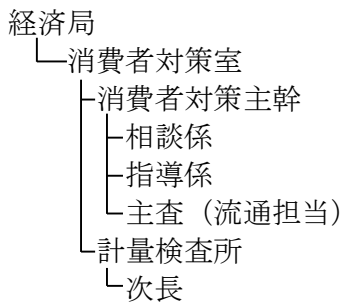 経済局
消費者対策室
消費者対策主幹
相談係
指導係
主査（流通担当）
計量検査所
次長